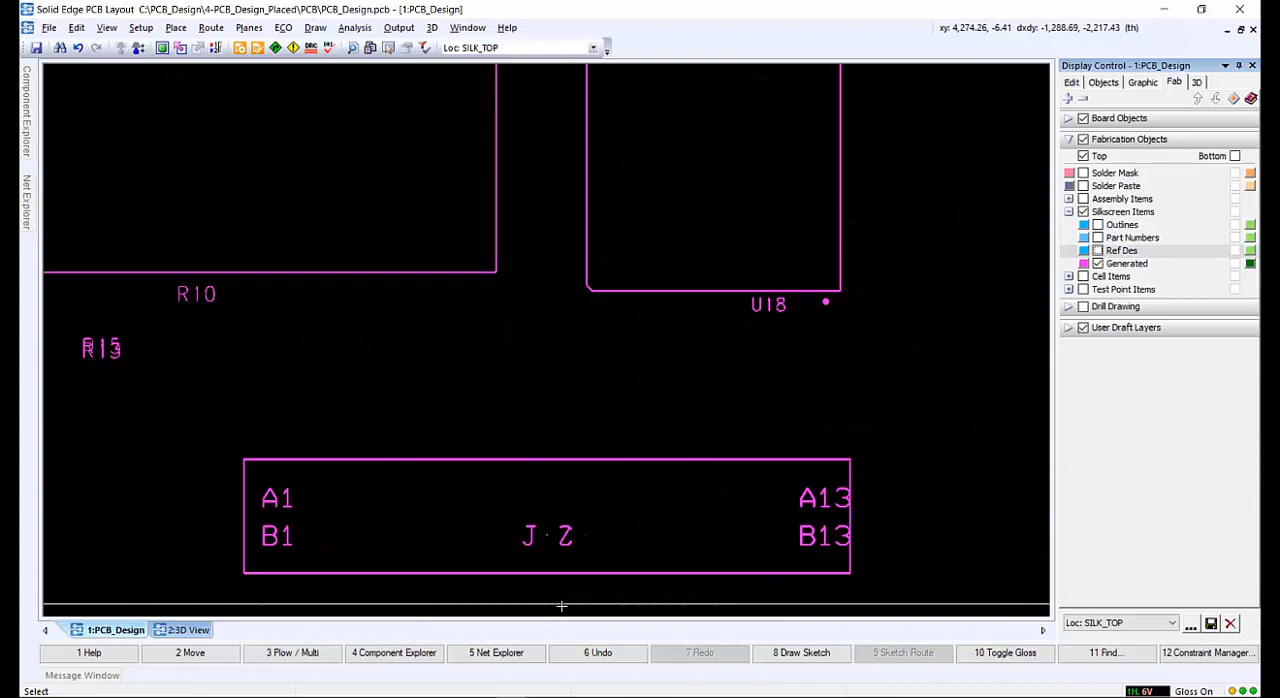 Solid Edge PCB Layout C:\PCB_Design\4-PCB_Design_Placed\PCB\PCB_Design.pcb - [1:PCB_Design]
File Edit View Setup Place Route Planes ECO Draw Analysis Output 3D Window Help
xy: 4,274.26, -6.41 dxdy: -1,288.69, -2,217.43 (th)
Loc: SILK_TOP
Component Explorer
Net Explorer
R10
U18
A1
A13
B1
J 2
B13
Display Control - 1:PCB_Design
Edit Objects Graphic Fab 3D
Board Objects
Fabrication Objects
Top Bottom
Solder Mask
Solder Paste
Assembly Items
Silkscreen Items
Outlines
Part Numbers
Ref Des
Generated
Cell Items
Test Point Items
Drill Drawing
User Draft Layers
Loc: SILK_TOP
1:PCB_Design 2:3D View
1 Help 2 Move 3 Plow / Multi 4 Component Explorer 5 Net Explorer 6 Undo 7 Redo 8 Draw Sketch 9 Sketch Route 10 Toggle Gloss 11 Find... 12 Constraint Manager...
Message Window
Select
1H, 6V Gloss On